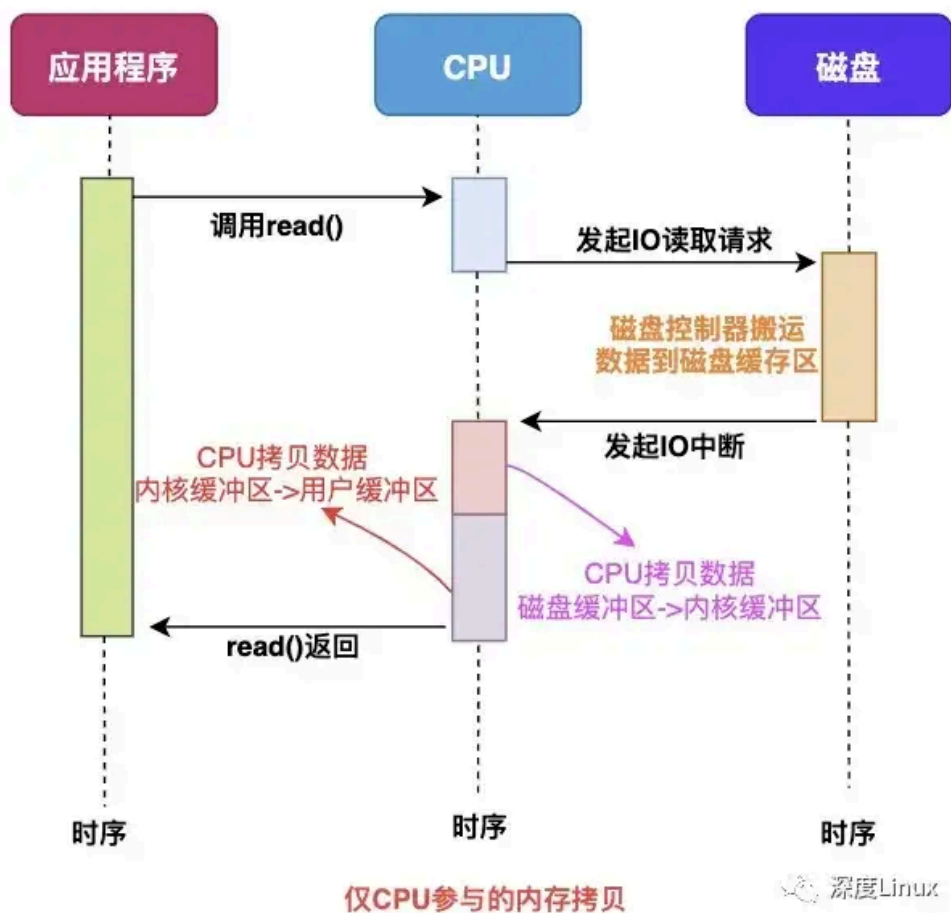 应用程序
CPU
磁盘
调用read()
发起IO读取请求
磁盘控制器搬运
数据到磁盘缓存区
发起IO中断
CPU拷贝数据
内核缓冲区->用户缓冲区
CPU拷贝数据
磁盘缓冲区->内核缓冲区
read()返回
时序
时序
时序
仅CPU参与的内存拷贝
深度Linux